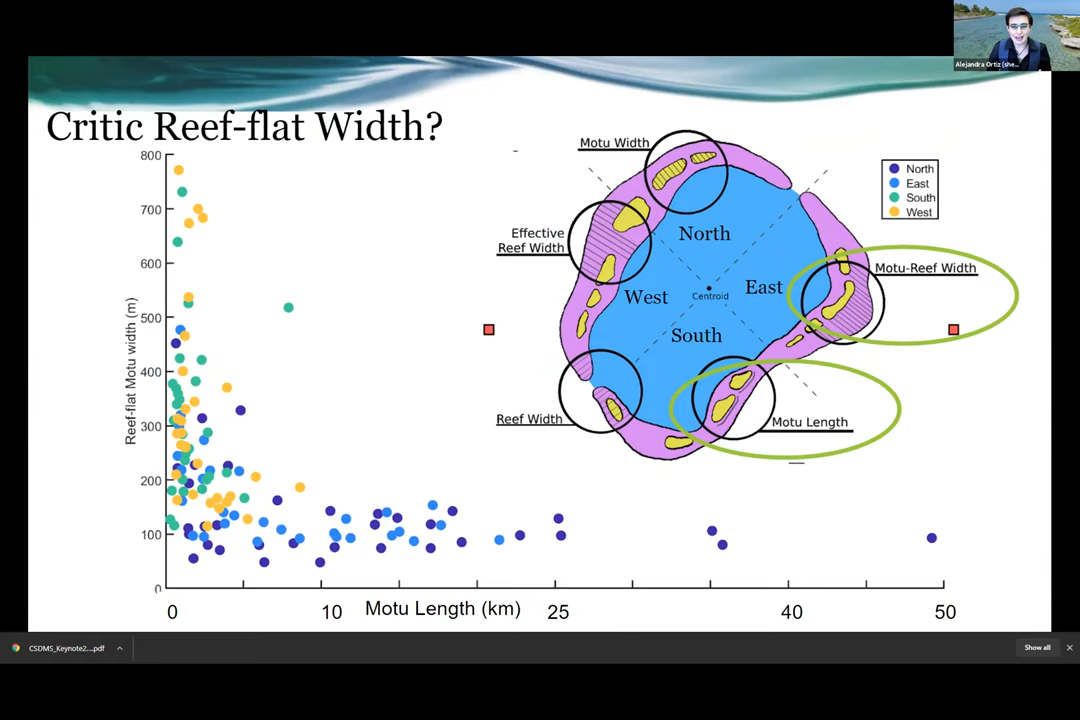 Alejandra Ortiz (she...
Critic Reef-flat Width?
Motu Width
Effective
Reef Width
Reef Width
Motu Length
Motu-Reef Width
North
East
West
South
Centroid
North
East
South
West
Reef-flat Motu width (m)
800
700
600
500
400
300
200
100
0
0
10
Motu Length (km)
25
40
50
CSDMS_Keynote2....pdf
Show all